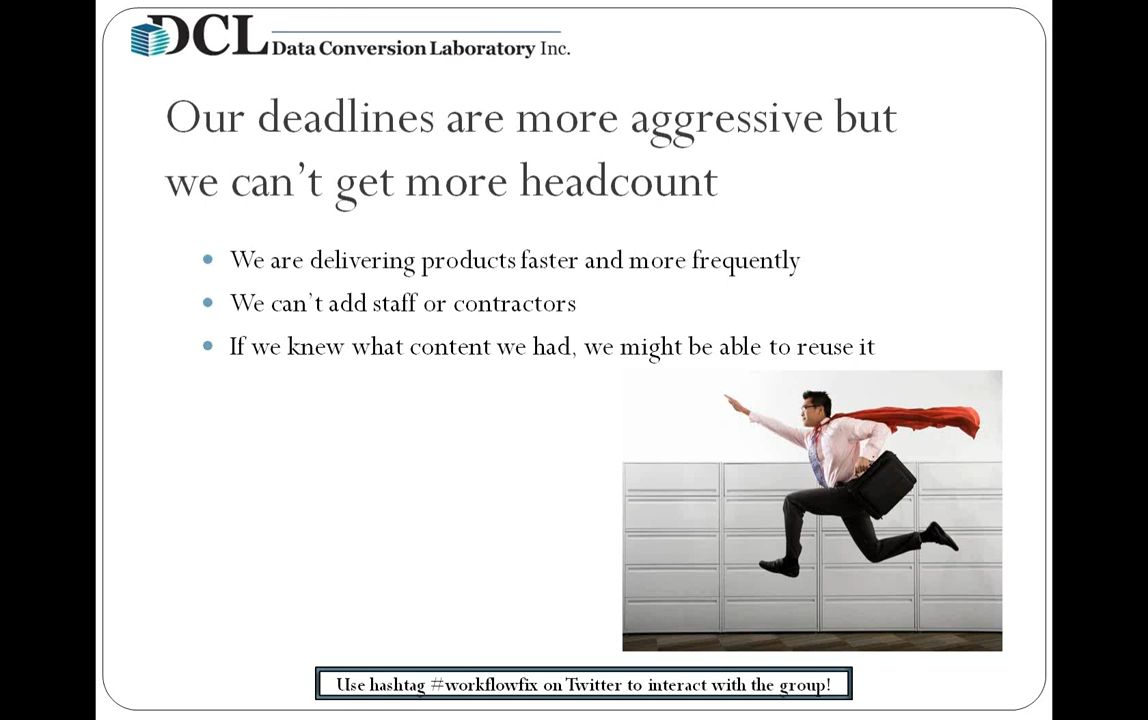 DCL
Data Conversion Laboratory Inc.
Our deadlines are more aggressive but
we can't get more headcount
• We are delivering products faster and more frequently
• We can't add staff or contractors
• If we knew what content we had, we might be able to reuse it
Use hashtag #workflowfix on Twitter to interact with the group!